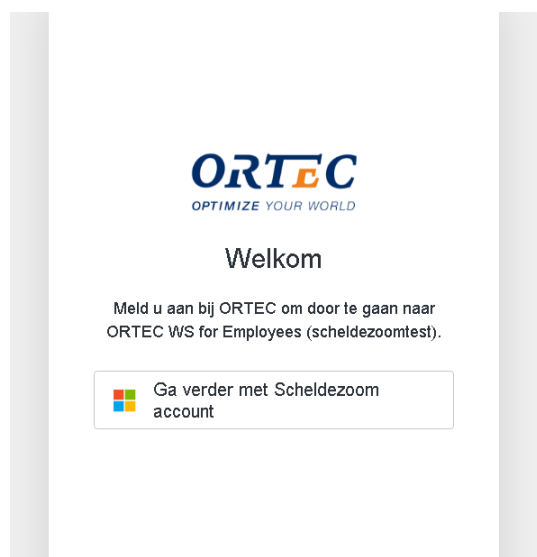 ORTEC
OPTIMIZE YOUR WORLD
Welkom
Meld u aan bij ORTEC om door te gaan naar
ORTEC WS for Employees (scheldezoomtest).
Ga verder met Scheldezoom
account